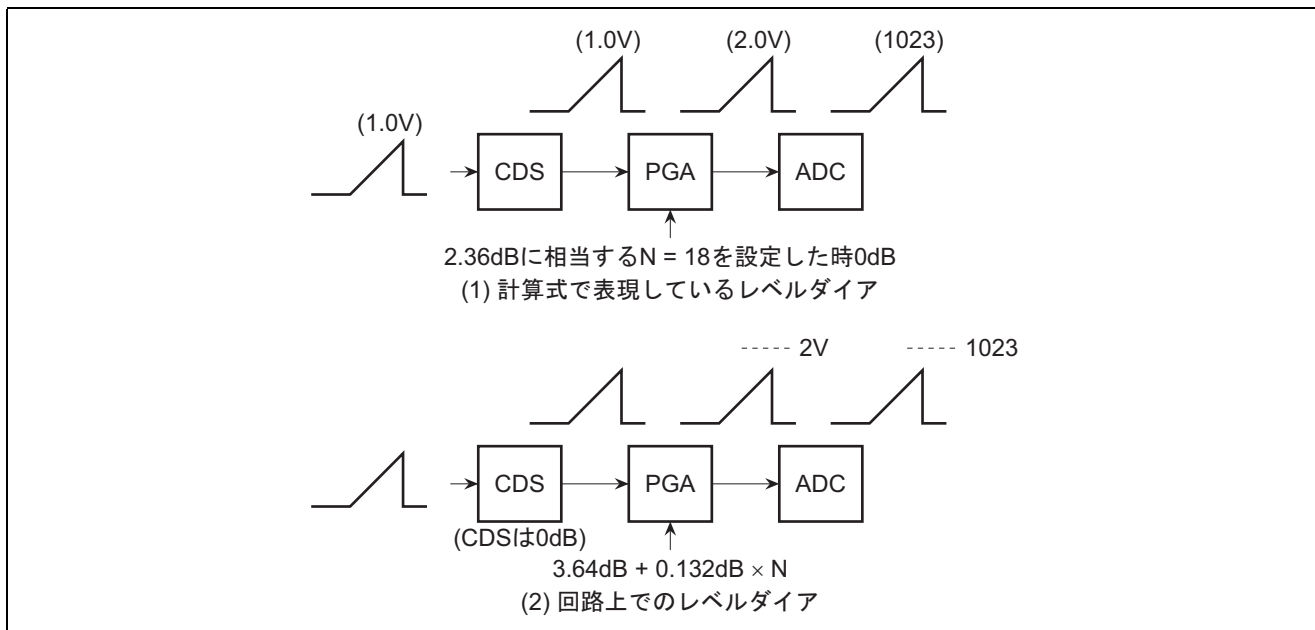 (1.0V) (2.0V) (1023)
(1.0V)
CDS PGA ADC
2.36dBに相当するN = 18を設定した時0dB
(1) 計算式で表現しているレベルダイア
2V 1023
CDS PGA ADC
(CDSは0dB)
3.64dB + 0.132dB × N
(2) 回路上でのレベルダイア